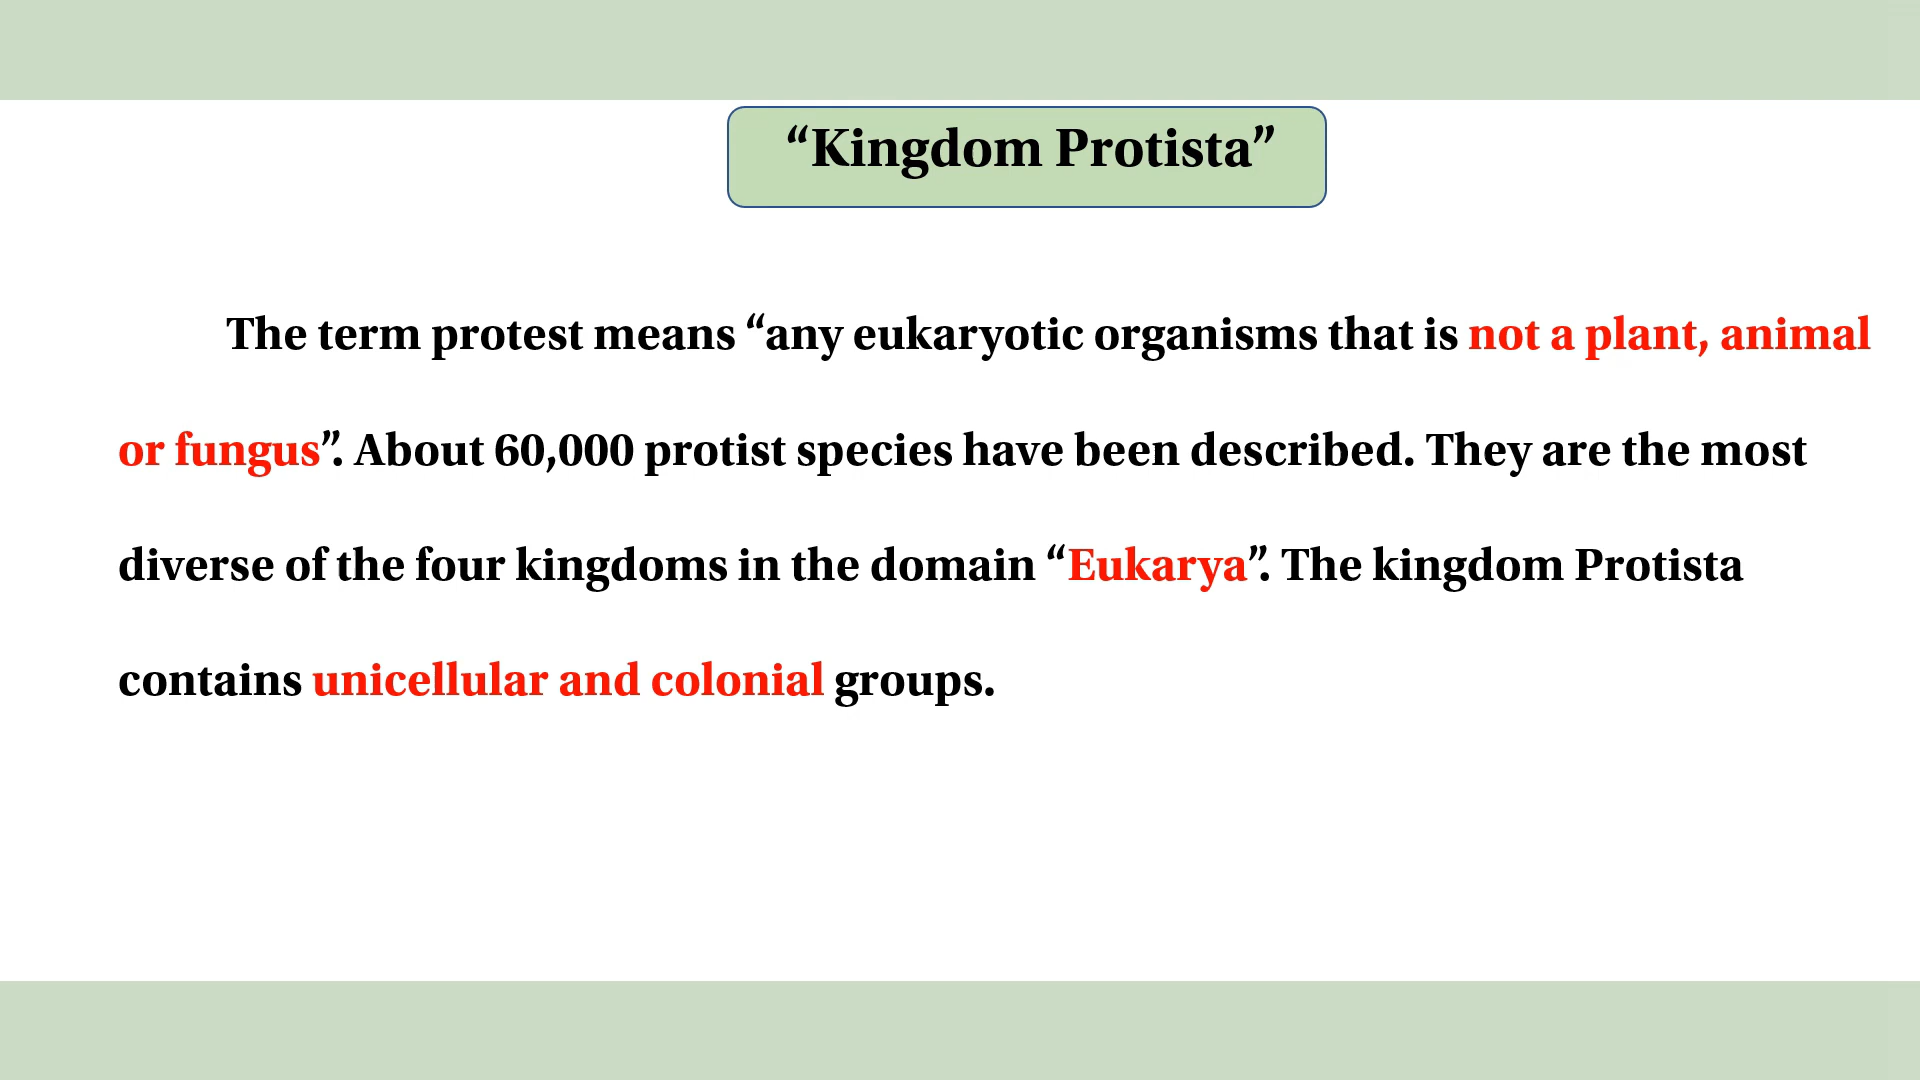 “Kingdom Protista”
The term protest means “any eukaryotic organisms that is not a plant, animal
or fungus”. About 60,000 protist species have been described. They are the most
diverse of the four kingdoms in the domain “Eukarya”. The kingdom Protista
contains unicellular and colonial groups.